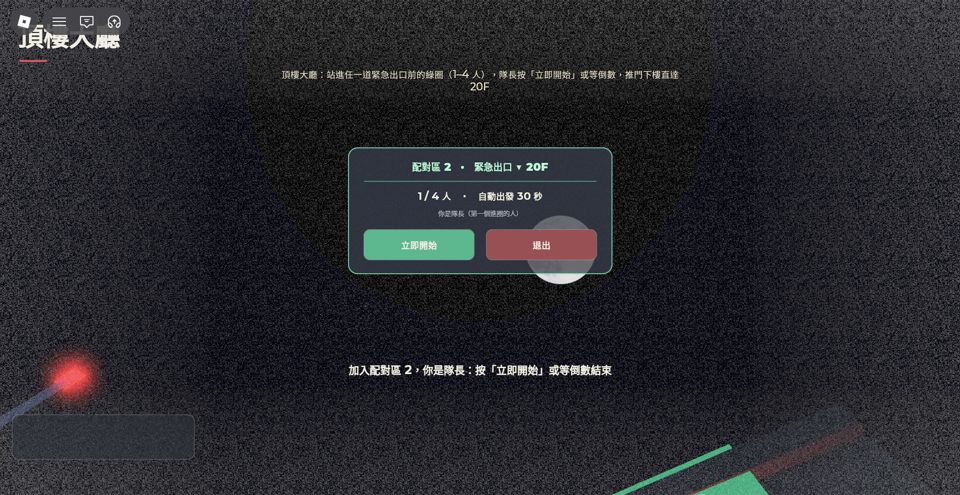 頂樓大廳
頂樓大廳：站進任一道緊急出口前的綠圈（1–4 人），隊長按「立即開始」或等倒數，推門下樓直達
20F
配對區 2 • 緊急出口 ▼ 20F
1 / 4 人 • 自動出發 30 秒
你是隊長（第一個進圈的人）
立即開始
退出
加入配對區 2，你是隊長：按「立即開始」或等倒數結束